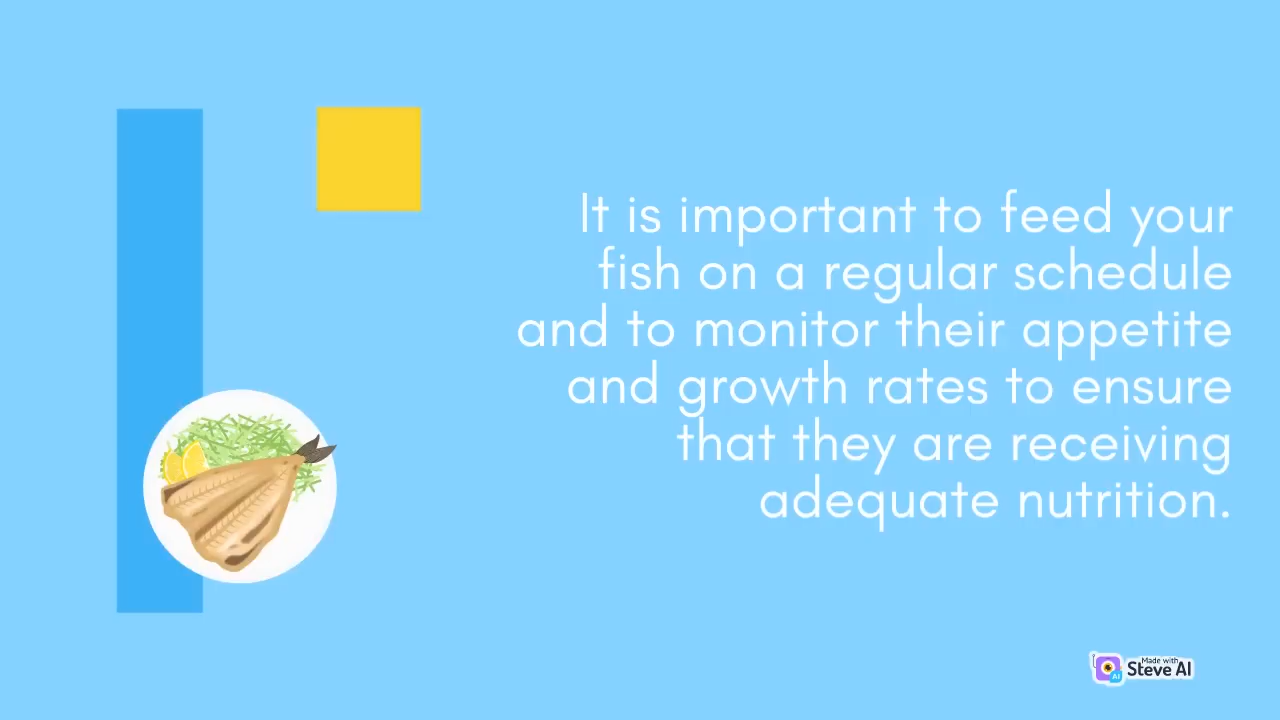 It is important to feed your
fish on a regular schedule
and to monitor their appetite
and growth rates to ensure
that they are receiving
adequate nutrition.
Made with
Steve AI
AI